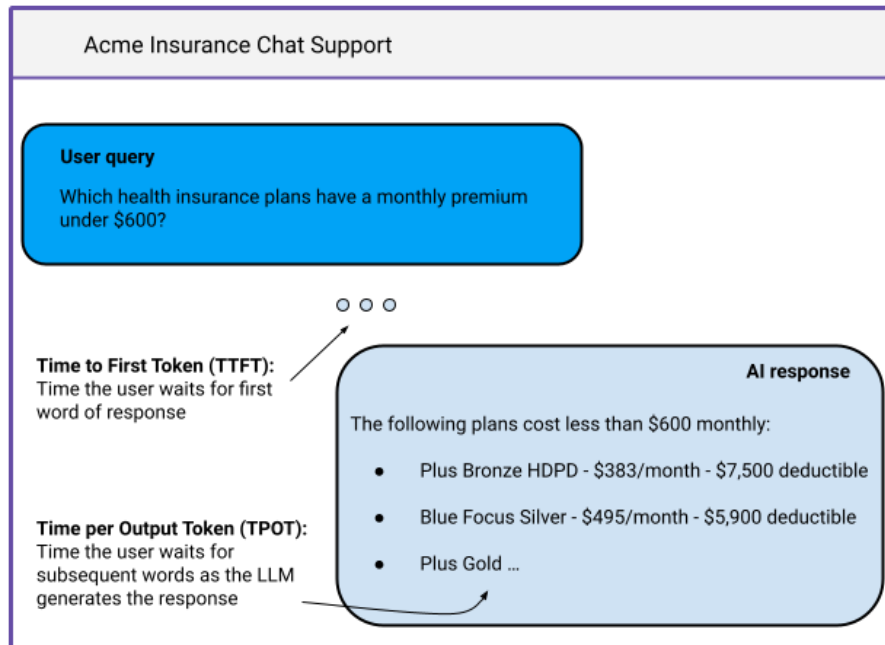 Acme Insurance Chat Support
User query
Which health insurance plans have a monthly premium
under $600?
Time to First Token (TTFT):
Time the user waits for first
word of response
AI response
The following plans cost less than $600 monthly:
● Plus Bronze HDPD - $383/month - $7,500 deductible
● Blue Focus Silver - $495/month - $5,900 deductible
● Plus Gold ...
Time per Output Token (TPOT):
Time the user waits for
subsequent words as the LLM
generates the response